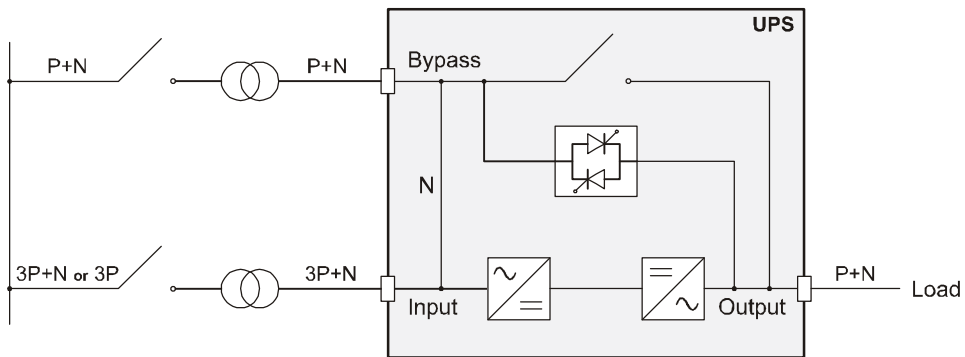 UPS
P+N
P+N
Bypass
N
3P+N or 3P
3P+N
Input
Output
P+N
Load